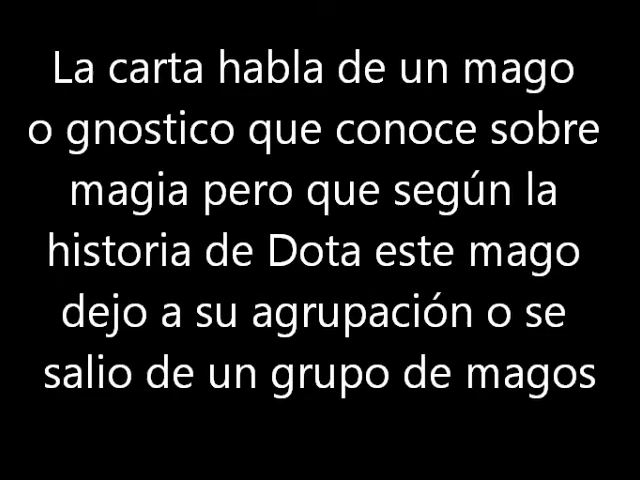 La carta habla de un mago
o gnostico que conoce sobre
magia pero que según la
historia de Dota este mago
dejo a su agrupación o se
salio de un grupo de magos